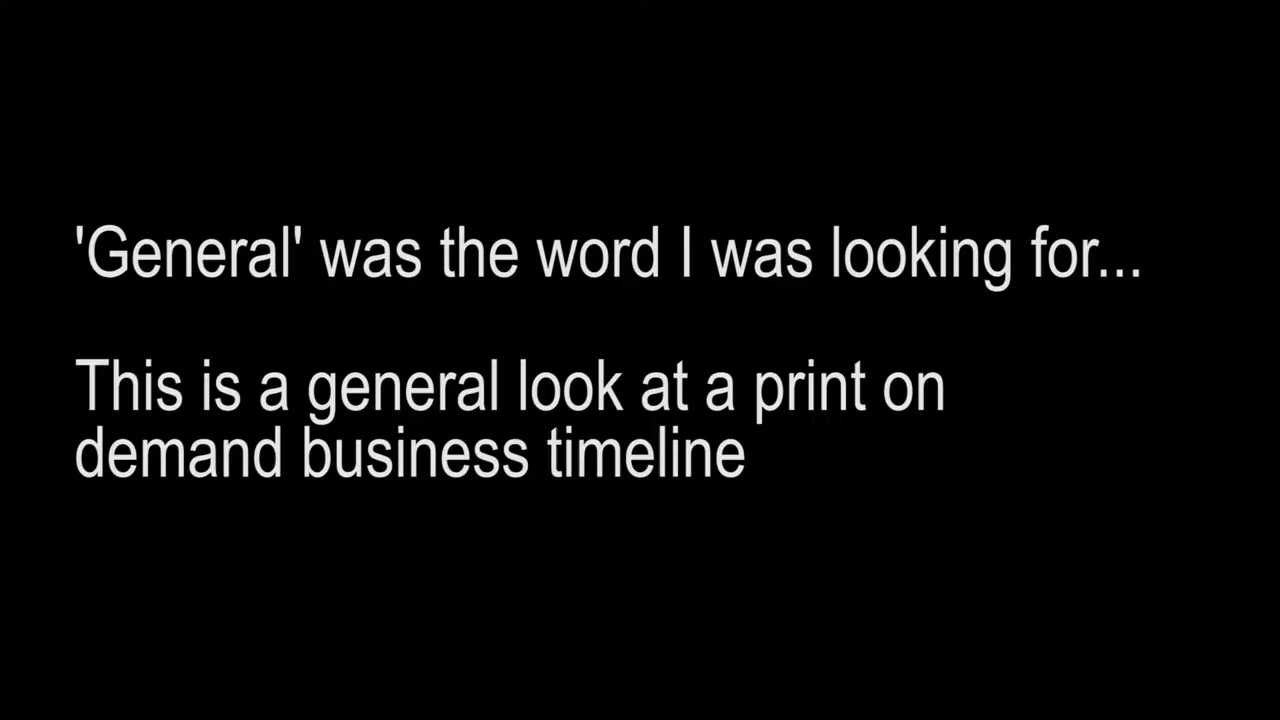 'General' was the word I was looking for...
This is a general look at a print on
demand business timeline